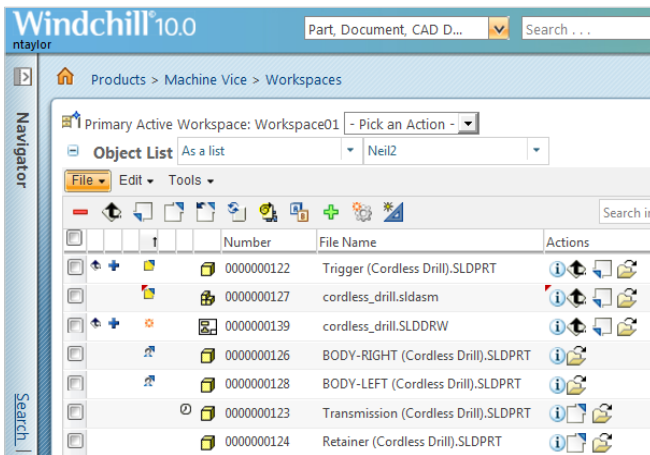 Windchill® 10.0
ntaylor
Part, Document, CAD D...
Search . . .
Products > Machine Vice > Workspaces
Navigator
Primary Active Workspace: Workspace01 - Pick an Action -
Object List As a list Neil2
File Edit Tools
Search in
Number File Name Actions
0000000122 Trigger (Cordless Drill).SLDPRT
0000000127 cordless_drill.sldasm
0000000139 cordless_drill.SLDDRW
0000000126 BODY-RIGHT (Cordless Drill).SLDPRT
0000000128 BODY-LEFT (Cordless Drill).SLDPRT
0000000123 Transmission (Cordless Drill).SLDPRT
0000000124 Retainer (Cordless Drill).SLDPRT
Search |